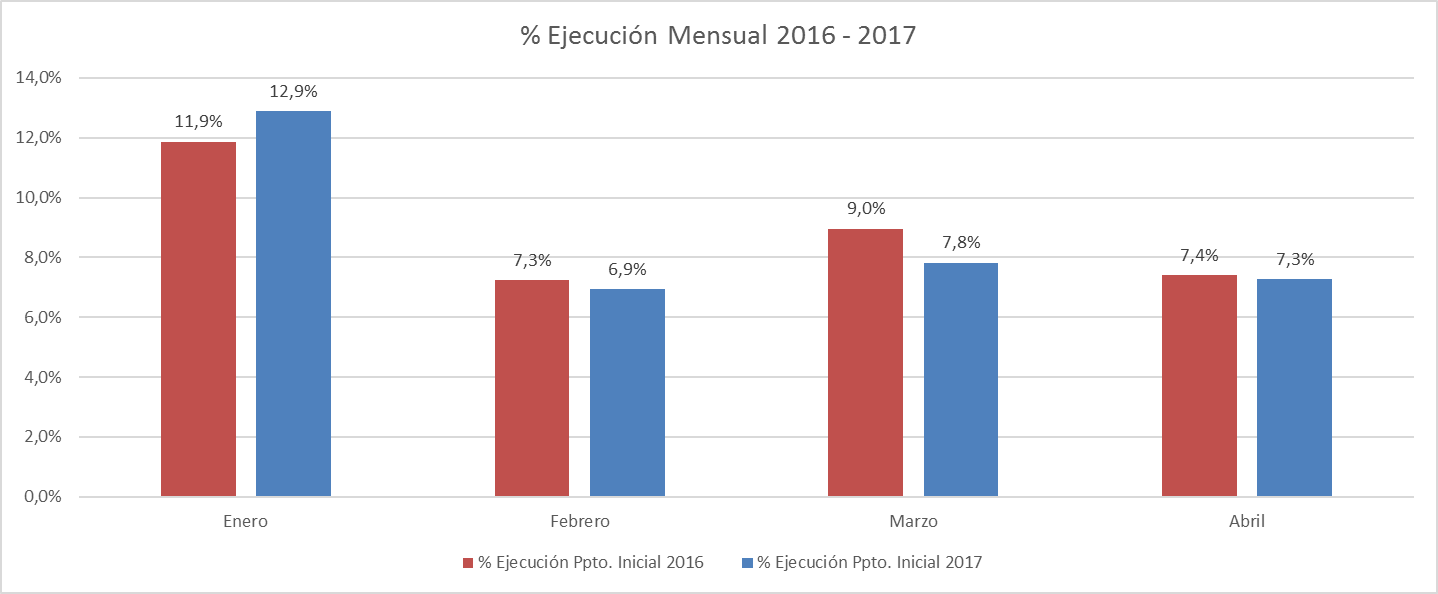 % Ejecución Mensual 2016 - 2017
14,0%
12,0%
10,0%
8,0%
6,0%
4,0%
2,0%
0,0%
11,9%
12,9%
7,3%
6,9%
9,0%
7,8%
7,4%
7,3%
Enero
Febrero
Marzo
Abril
% Ejecución Ppto. Inicial 2016
% Ejecución Ppto. Inicial 2017